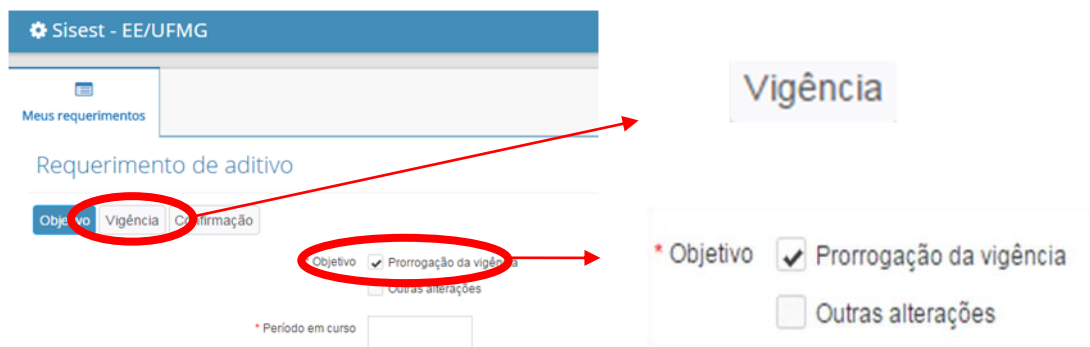 Sisest - EE/UFMG
Meus requerimentos
Requerimento de aditivo
Objetivo Vigência Confirmação
Objetivo Prorrogação da vigência
Outras alterações
* Período em curso
Vigência
* Objetivo Prorrogação da vigência
Outras alterações